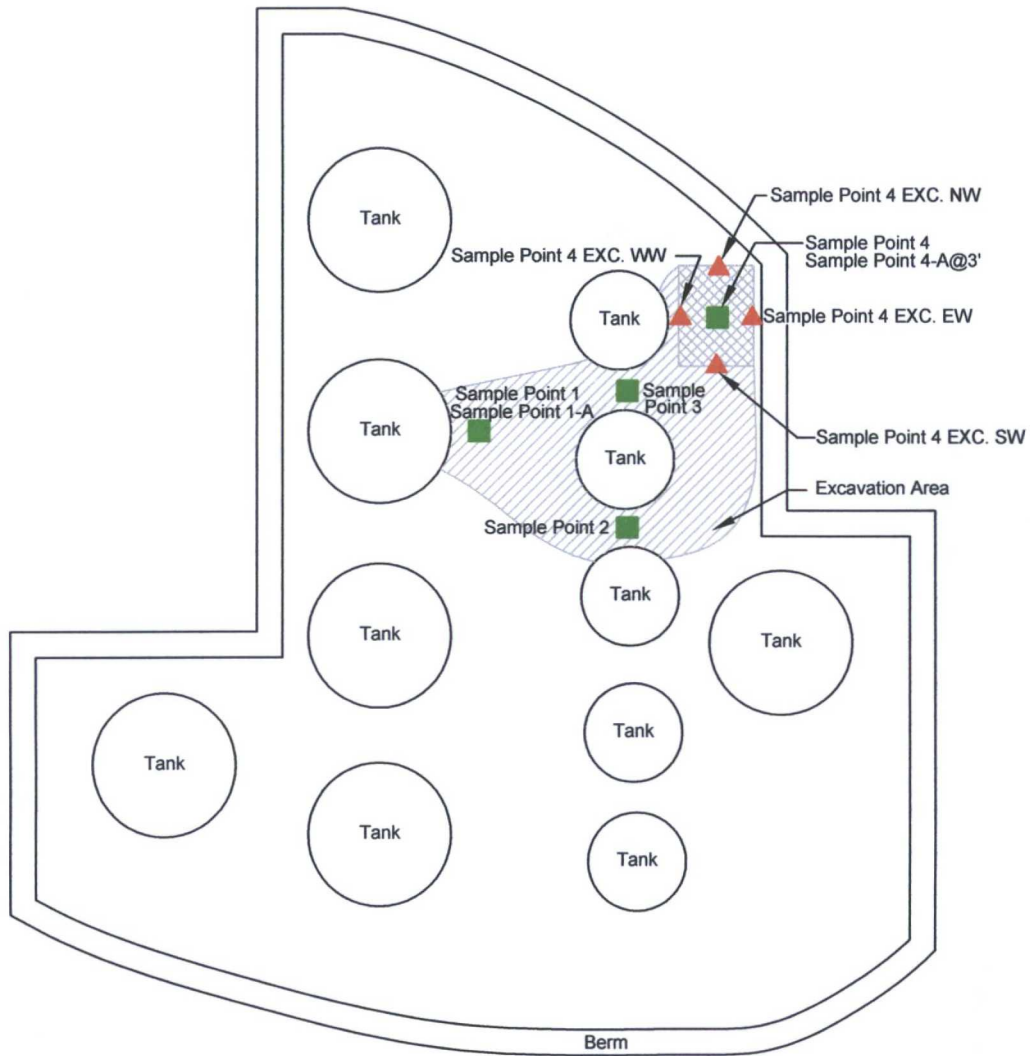 Sample Point 4 EXC. NW
Tank
Sample Point 4
Sample Point 4-A@3'
Sample Point 4 EXC. WW
Tank
Sample Point 4 EXC. EW
Sample Point 1
Sample Point 1-A
Sample
Point 3
Tank
Sample Point 4 EXC. SW
Tank
Excavation Area
Sample Point 2
Tank
Tank
Tank
Tank
Tank
Tank
Tank
Berm